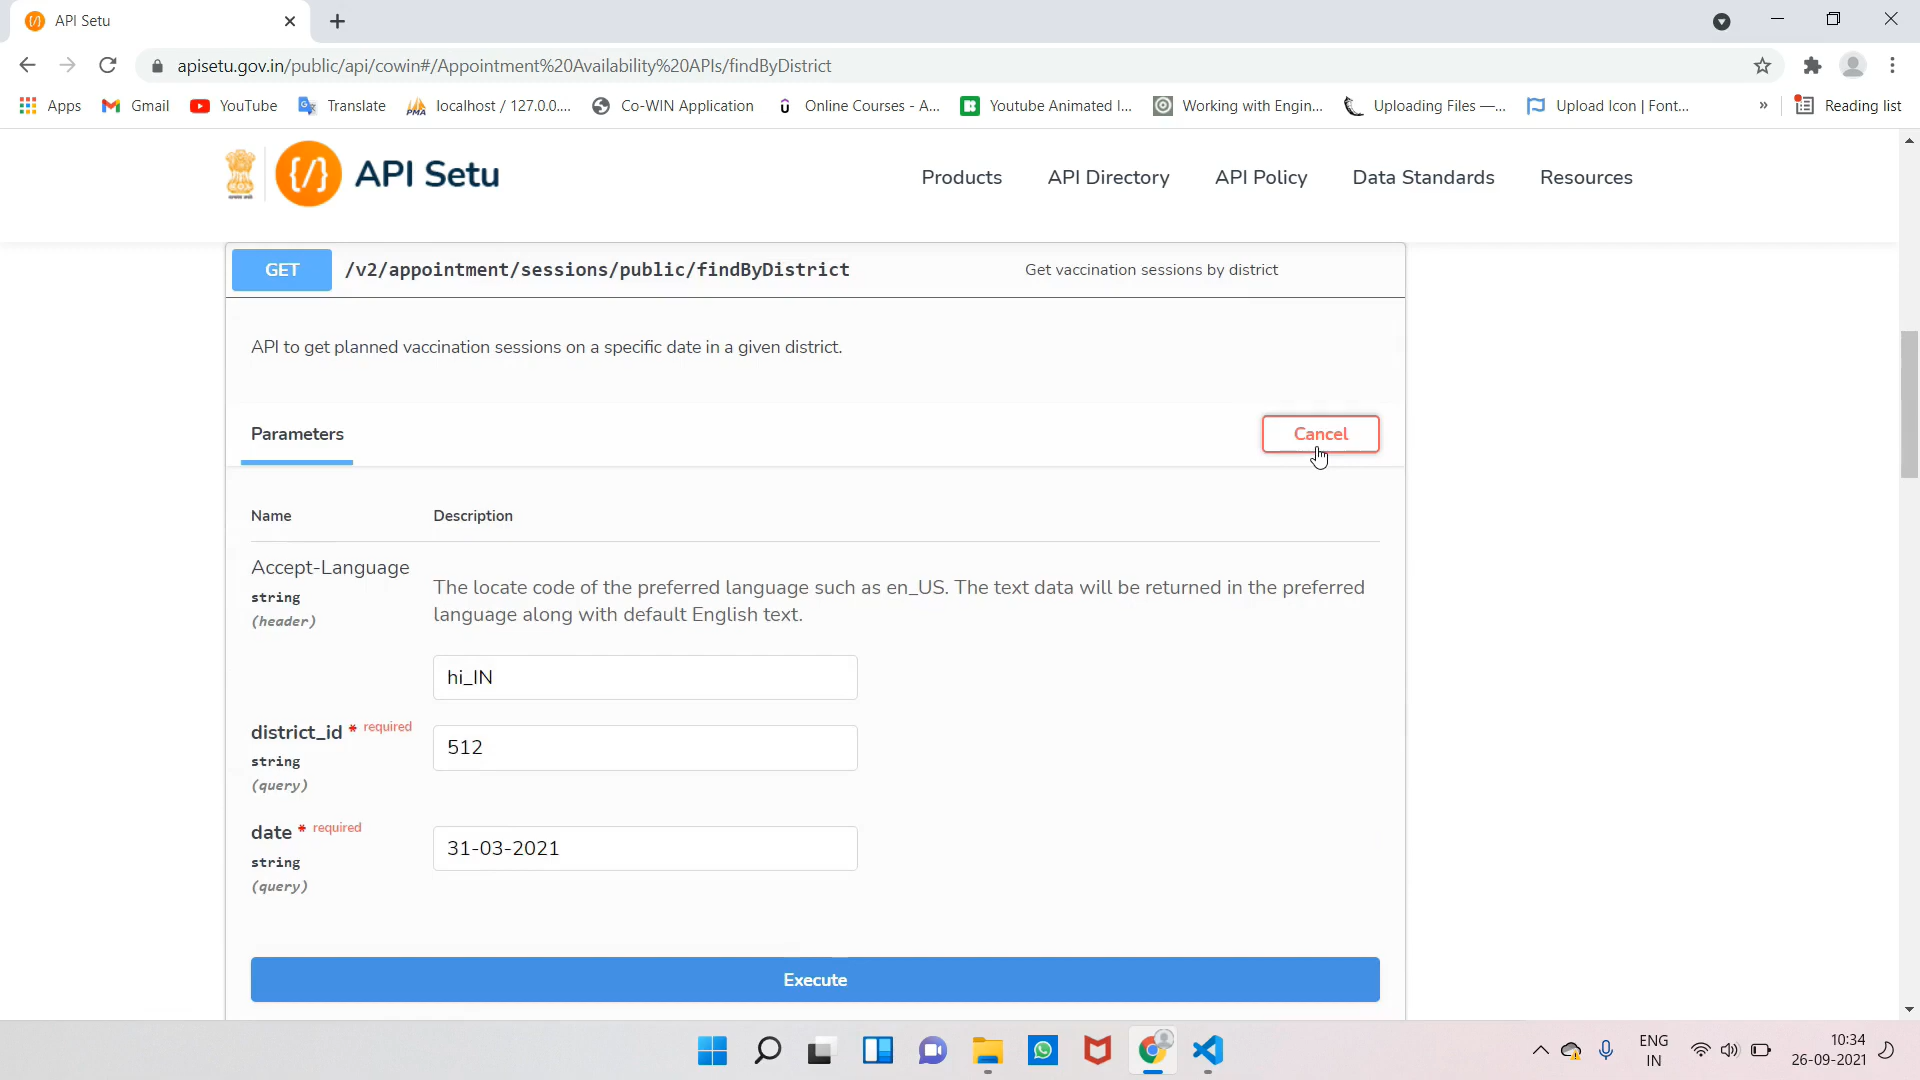 API Setu
apisetu.gov.in/public/api/cowin#/Appointment%20Availability%20APIs/findByDistrict
Apps
Gmail
YouTube
Translate
PMA
localhost / 127.0.0....
Co-WIN Application
Online Courses - A...
Youtube Animated I...
Working with Engin...
Uploading Files —...
Upload Icon | Font...
»
Reading list
{/}
API Setu
Products
API Directory
API Policy
Data Standards
Resources
GET
/v2/appointment/sessions/public/findByDistrict
Get vaccination sessions by district
API to get planned vaccination sessions on a specific date in a given district.
Parameters
Cancel
Name
Description
Accept-Language
string
(header)
The locate code of the preferred language such as en_US. The text data will be returned in the preferred
language along with default English text.
hi_IN
district_id * required
string
(query)
512
date * required
string
(query)
31-03-2021
Execute
ENG
IN
10:34
26-09-2021